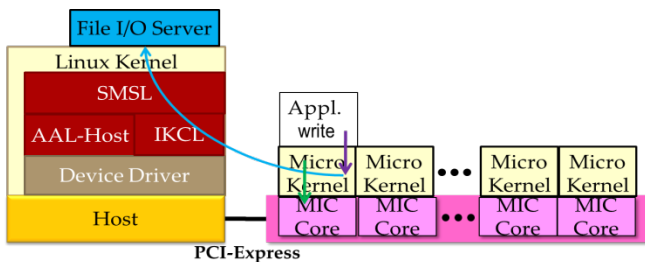 File I/O Server
Linux Kernel
SMSL
AAL-Host
IKCL
Device Driver
Host
PCI-Express
Appl.
write
Micro
Kernel
Micro
Kernel
•••
Micro
Kernel
Micro
Kernel
MIC
Core
MIC
Core
•••
MIC
Core
MIC
Core